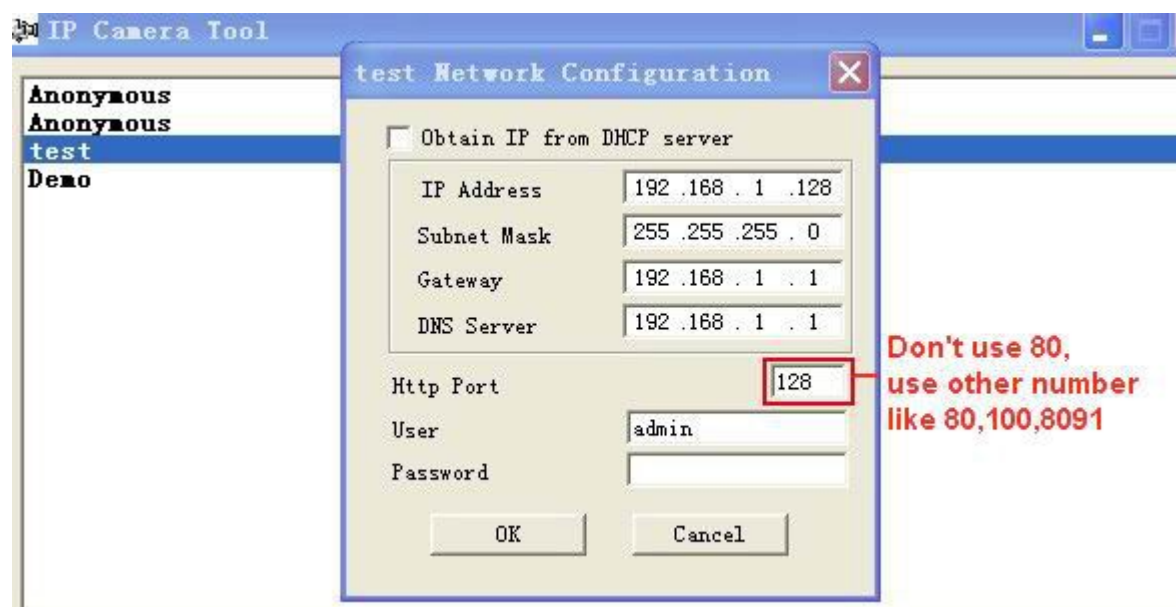 IP Camera Tool
test Network Configuration
Anonymous
Anonymous
test
Demo
Obtain IP from DHCP server
IP Address 192 .168 . 1 .128
Subnet Mask 255 .255 .255 . 0
Gateway 192 .168 . 1 . 1
DNS Server 192 .168 . 1 . 1
Http Port 128
User admin
Password
OK Cancel
Don't use 80,
use other number
like 80,100,8091